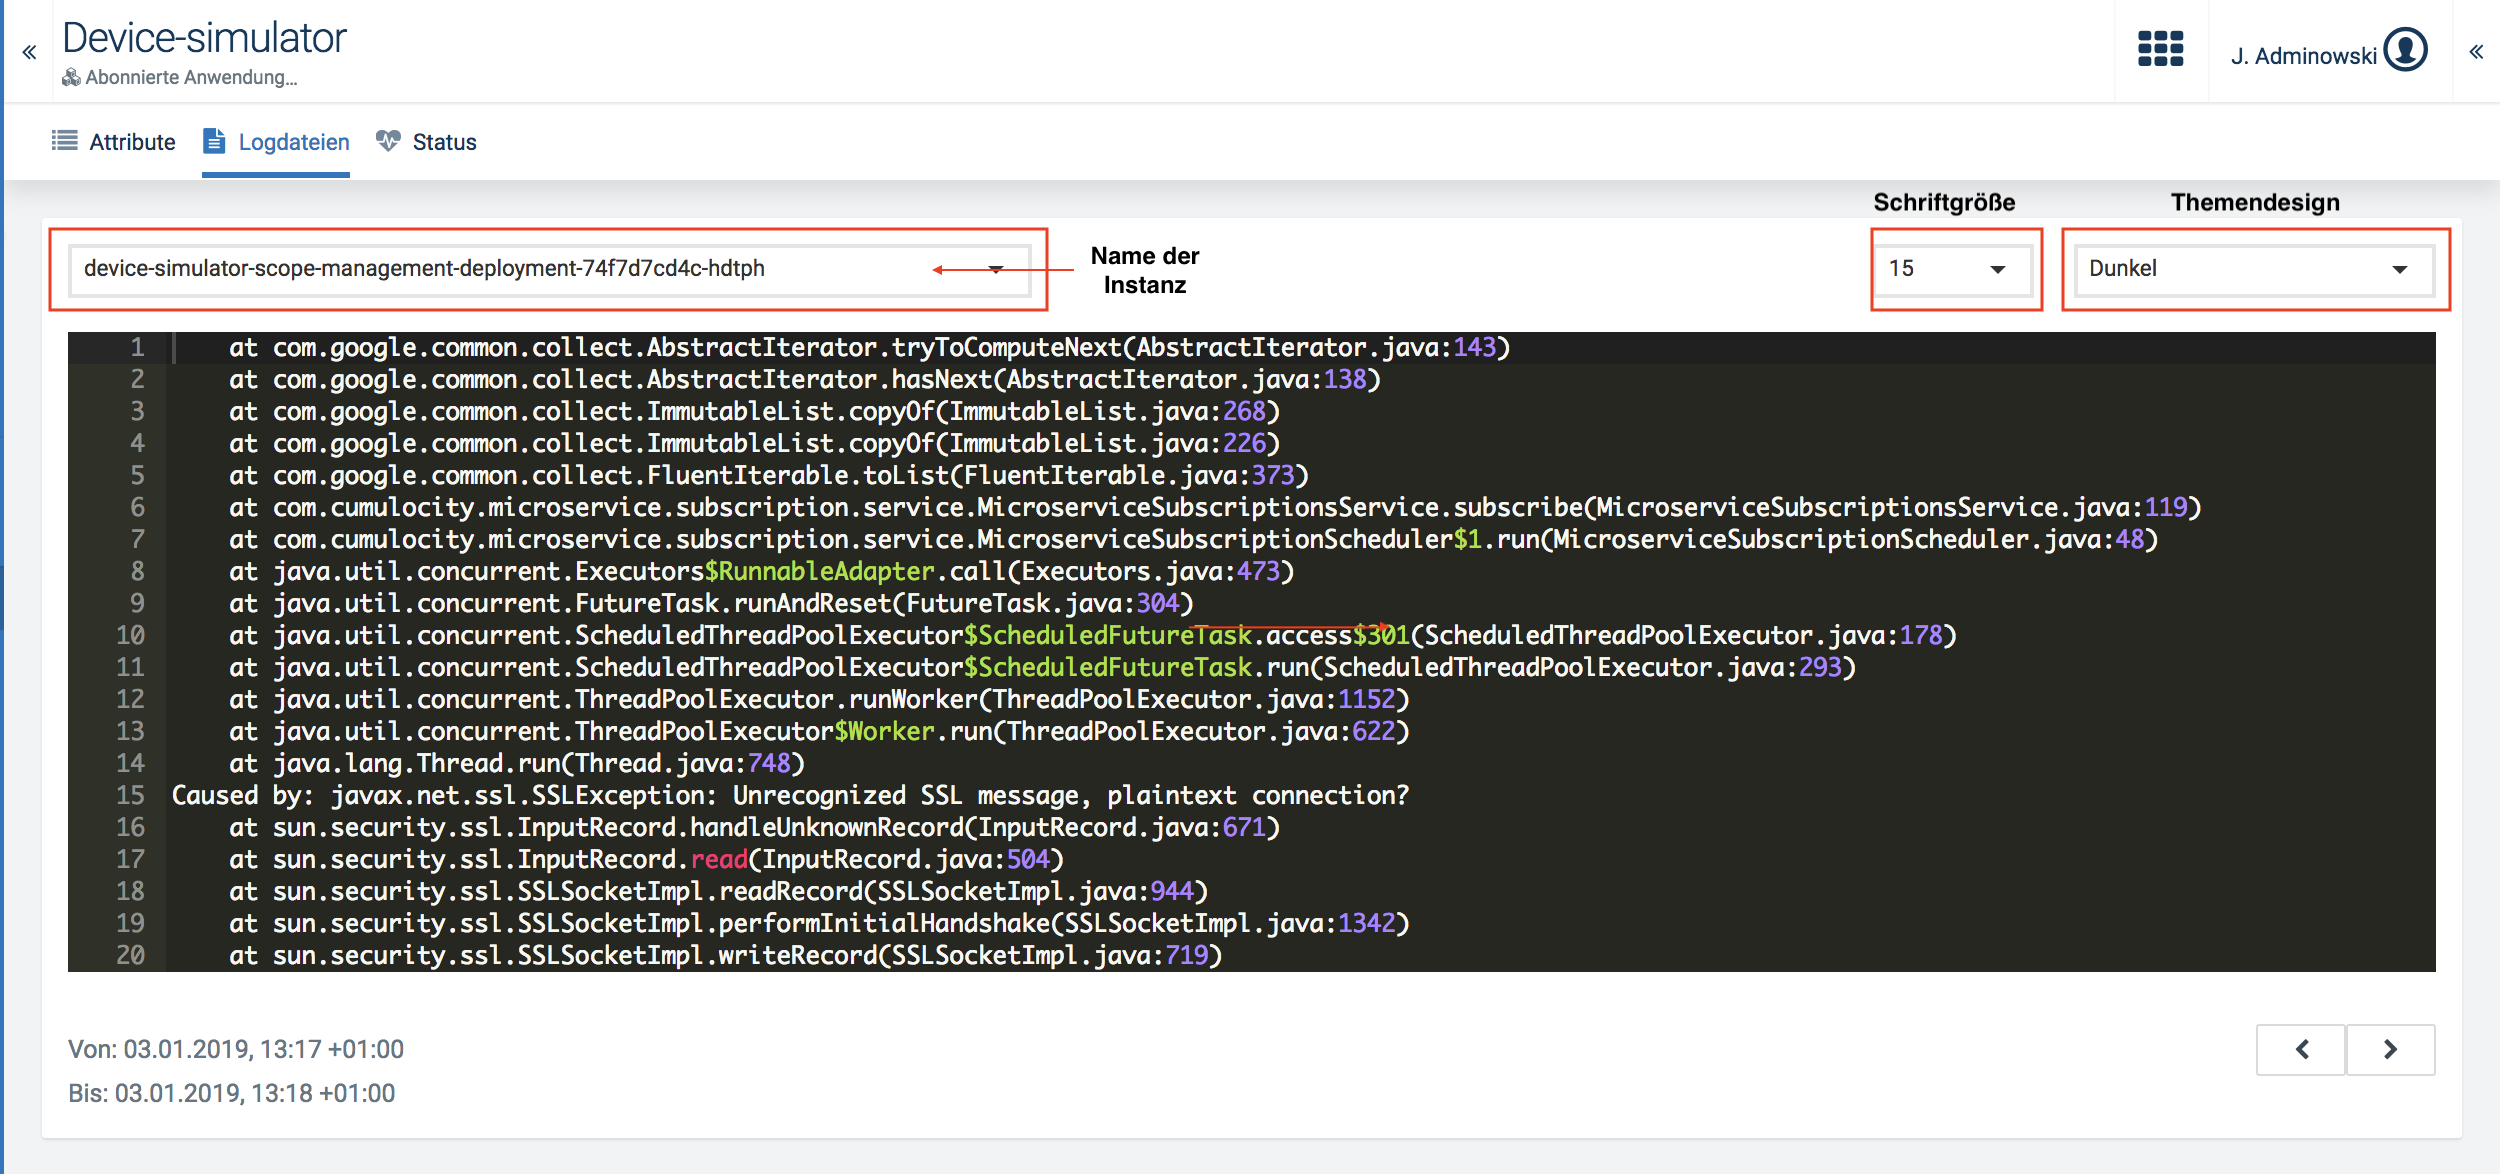 Device-simulator
Abonnierte Anwendung...
J. Adminowski
Attribute Logdateien Status
Schriftgröße Themendesign
device-simulator-scope-management-deployment-74f7d7cd4c-hdtph
Name der
Instanz
15
Dunkel
1 at com.google.common.collect.AbstractIterator.tryToComputeNext(AbstractIterator.java:143)
2 at com.google.common.collect.AbstractIterator.hasNext(AbstractIterator.java:138)
3 at com.google.common.collect.ImmutableList.copyOf(ImmutableList.java:268)
4 at com.google.common.collect.ImmutableList.copyOf(ImmutableList.java:226)
5 at com.google.common.collect.FluentIterable.toList(FluentIterable.java:373)
6 at com.cumulocity.microservice.subscription.service.MicroserviceSubscriptionsService.subscribe(MicroserviceSubscriptionsService.java:119)
7 at com.cumulocity.microservice.subscription.service.MicroserviceSubscriptionScheduler$1.run(MicroserviceSubscriptionScheduler.java:48)
8 at java.util.concurrent.Executors$RunnableAdapter.call(Executors.java:473)
9 at java.util.concurrent.FutureTask.runAndReset(FutureTask.java:304)
10 at java.util.concurrent.ScheduledThreadPoolExecutor$ScheduledFutureTask.access$301(ScheduledThreadPoolExecutor.java:178)
11 at java.util.concurrent.ScheduledThreadPoolExecutor$ScheduledFutureTask.run(ScheduledThreadPoolExecutor.java:293)
12 at java.util.concurrent.ThreadPoolExecutor.runWorker(ThreadPoolExecutor.java:1152)
13 at java.util.concurrent.ThreadPoolExecutor$Worker.run(ThreadPoolExecutor.java:622)
14 at java.lang.Thread.run(Thread.java:748)
15 Caused by: javax.net.ssl.SSLException: Unrecognized SSL message, plaintext connection?
16 at sun.security.ssl.InputRecord.handleUnknownRecord(InputRecord.java:671)
17 at sun.security.ssl.InputRecord.read(InputRecord.java:504)
18 at sun.security.ssl.SSLSocketImpl.readRecord(SSLSocketImpl.java:944)
19 at sun.security.ssl.SSLSocketImpl.performInitialHandshake(SSLSocketImpl.java:1342)
20 at sun.security.ssl.SSLSocketImpl.writeRecord(SSLSocketImpl.java:719)
Von: 03.01.2019, 13:17 +01:00
Bis: 03.01.2019, 13:18 +01:00